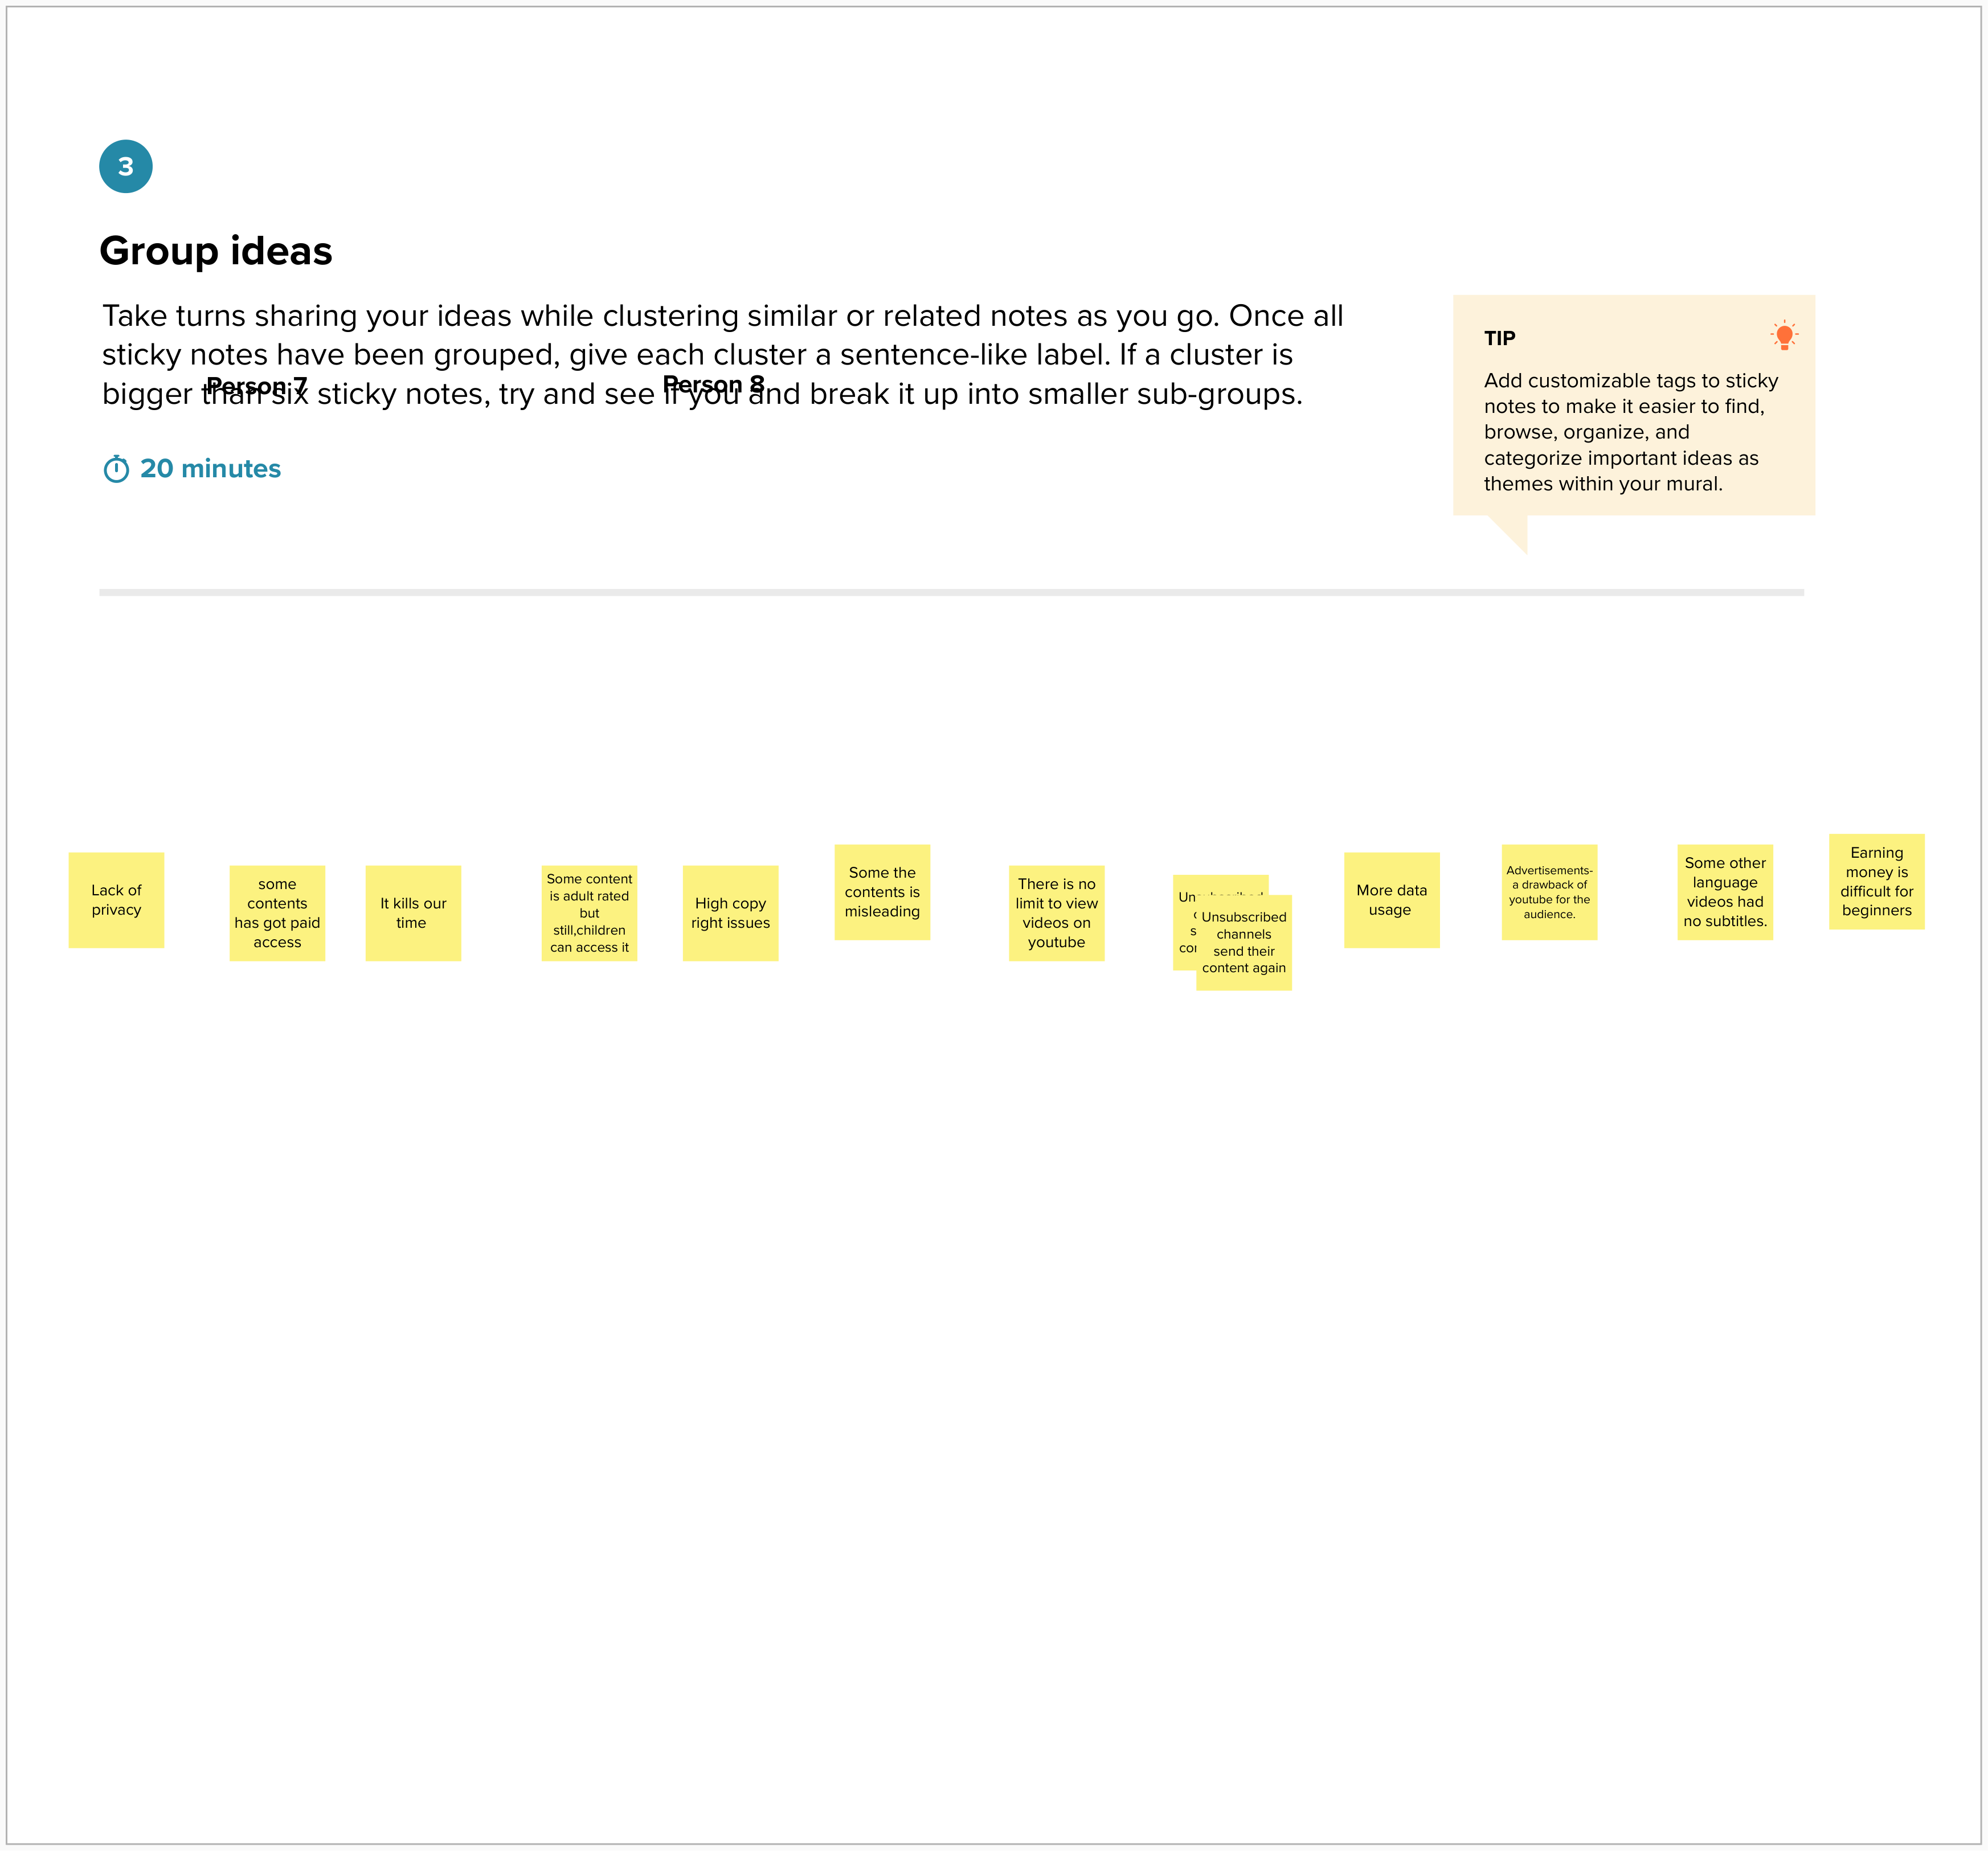 3
Group ideas
Take turns sharing your ideas while clustering similar or related notes as you go. Once all
sticky notes have been grouped, give each cluster a sentence-like label. If a cluster is
bigger than six sticky notes, try and see if you and break it up into smaller sub-groups.
Person 7
Person 8
20 minutes
TIP
Add customizable tags to sticky
notes to make it easier to find,
browse, organize, and
categorize important ideas as
themes within your mural.
Lack of
privacy
some
contents
has got paid
access
It kills our
time
Some content
is adult rated
but
still,children
can access it
High copy
right issues
Some the
contents is
misleading
There is no
limit to view
videos on
youtube
Unsubscribed
channels
send their
content again
More data
usage
Advertisements-
a drawback of
youtube for the
audience.
Some other
language
videos had
no subtitles.
Earning
money is
difficult for
beginners